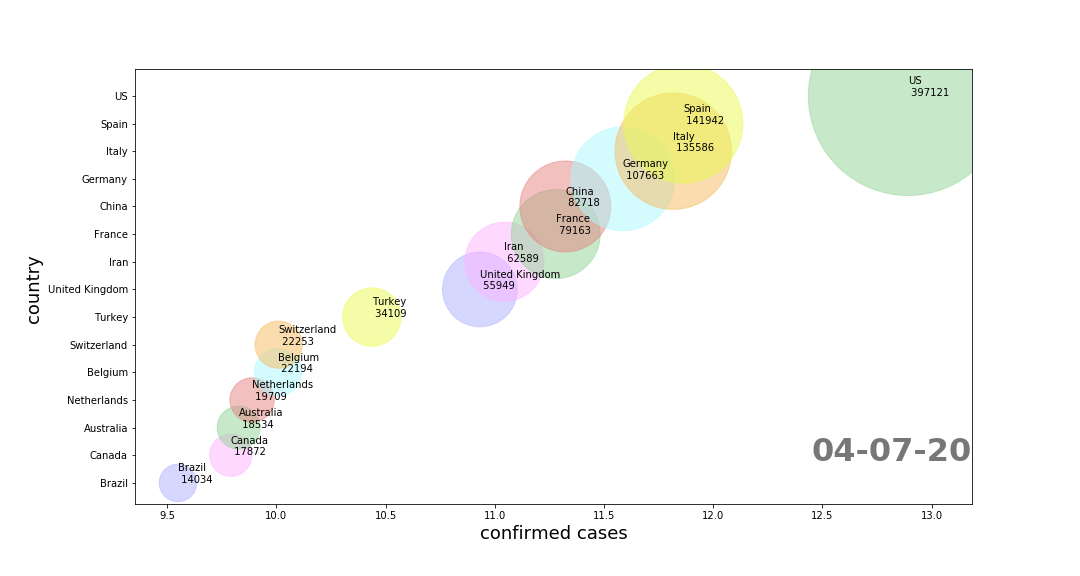 US
397121
US
Spain
141942
Spain
Italy
135586
Italy
Germany
107663
Germany
China
82718
China
France
79163
France
Iran
62589
Iran
United Kingdom
55949
United Kingdom
Turkey
34109
Turkey
Switzerland
22253
Switzerland
Belgium
22194
Belgium
Netherlands
19709
Netherlands
Australia
18534
Australia
Canada
17872
Canada
04-07-20
Brazil
14034
Brazil
country
9.5 10.0 10.5 11.0 11.5 12.0 12.5 13.0
confirmed cases